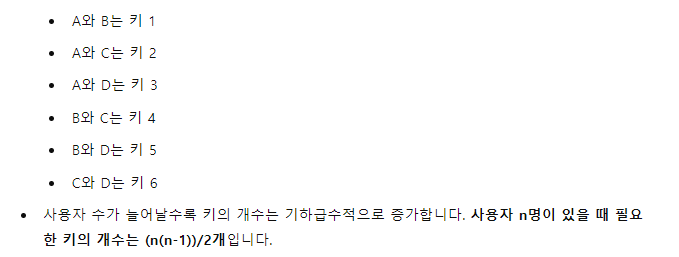 A와 B는 키 1
A와 C는 키 2
A와 D는 키 3
B와 C는 키 4
B와 D는 키 5
C와 D는 키 6
사용자 수가 늘어날수록 키의 개수는 기하급수적으로 증가합니다. 사용자 n명이 있을 때 필요
한 키의 개수는 (n(n-1))/2개입니다.